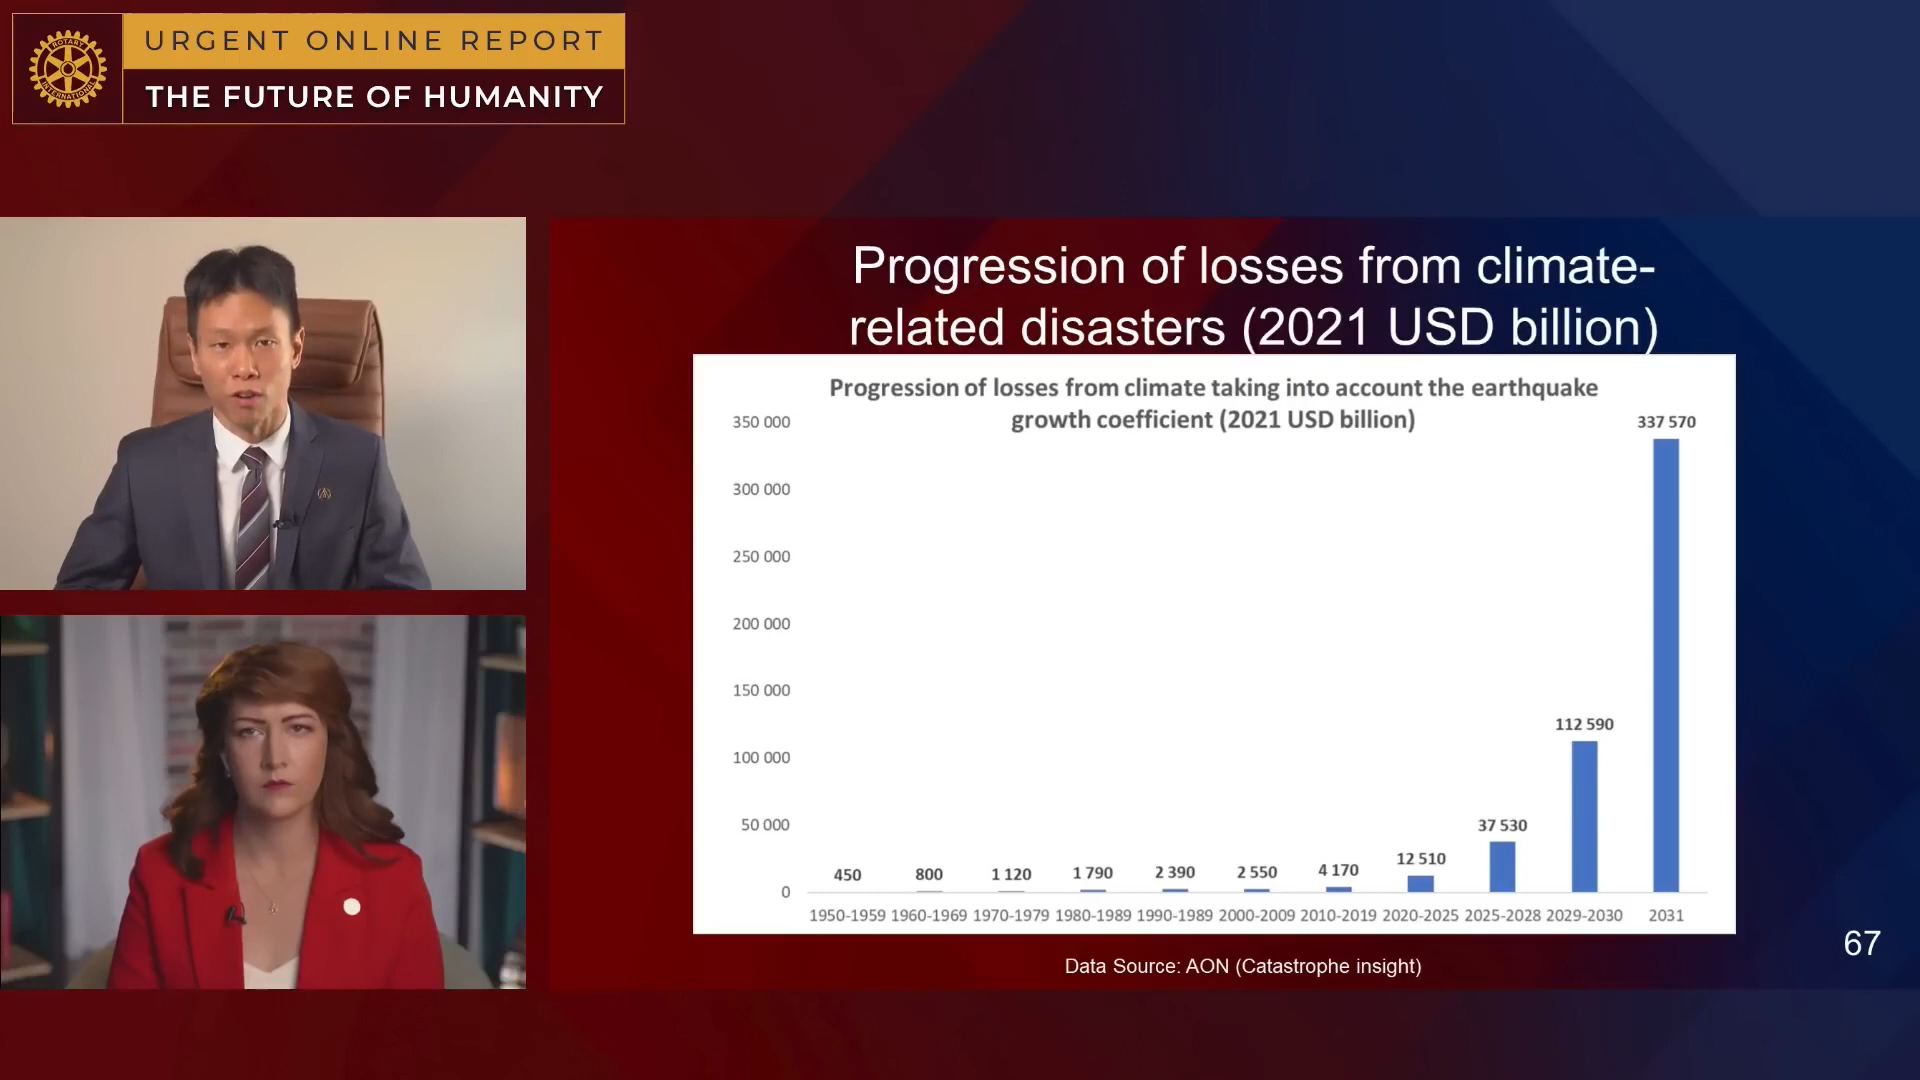 ROTARY
INTERNATIONAL
URGENT ONLINE REPORT
THE FUTURE OF HUMANITY
Progression of losses from climate-
related disasters (2021 USD billion)
Progression of losses from climate taking into account the earthquake
growth coefficient (2021 USD billion)
350 000
300 000
250 000
200 000
150 000
100 000
50 000
0
450
800
1 120
1 790
2 390
2 550
4 170
12 510
37 530
112 590
337 570
1950-1959 1960-1969 1970-1979 1980-1989 1990-1989 2000-2009 2010-2019 2020-2025 2025-2028 2029-2030 2031
Data Source: AON (Catastrophe insight)
67